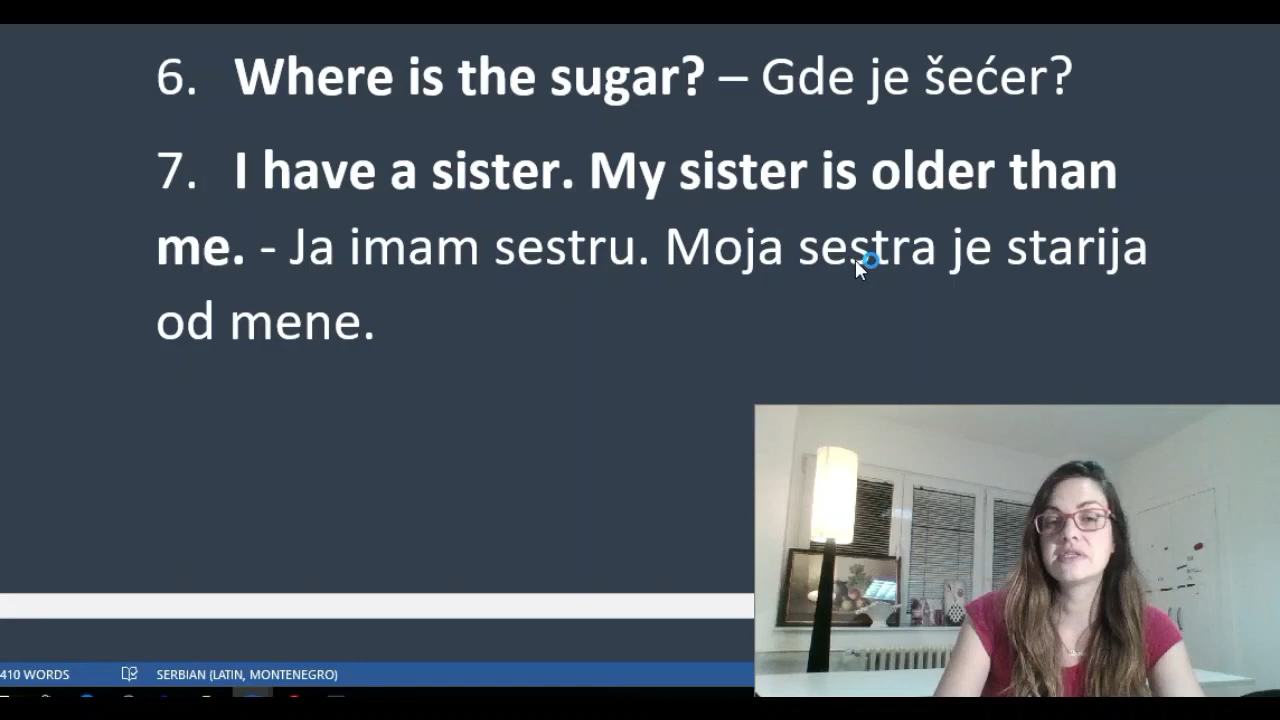 6. Where is the sugar? – Gde je šećer?
7. I have a sister. My sister is older than
me. - Ja imam sestru. Moja sestra je starija
od mene.
410 WORDS SERBIAN (LATIN, MONTENEGRO)